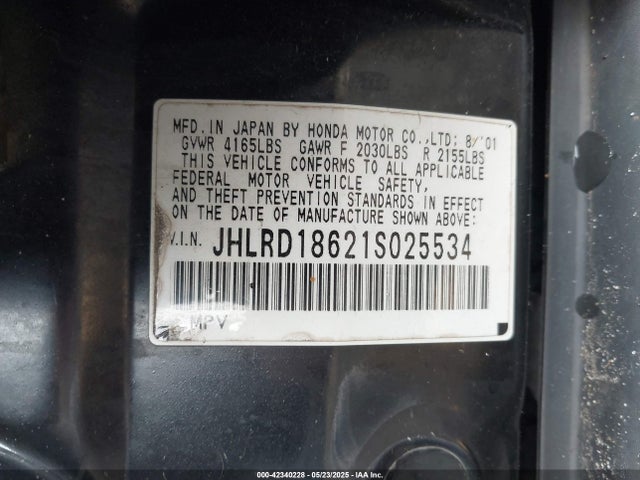 MFD.IN JAPAN BY HONDA MOTOR CO.,LTD: 8/'01
GVWR 4165LBS GAWR F 2030LBS R 2155LBS
THIS VEHICLE CONFORMS TO ALL APPLICABLE
FEDERAL MOTOR VEHICLE SAFETY,
AND THEFT PREVENTION STANDARDS IN EFFECT
ON THE DATE OF MANUFACTURE SHOWN ABOVE:
V.I.N. JHLRD18621S025534
MPV
000-42340228 - 05/23/2025 - IAAI.COM